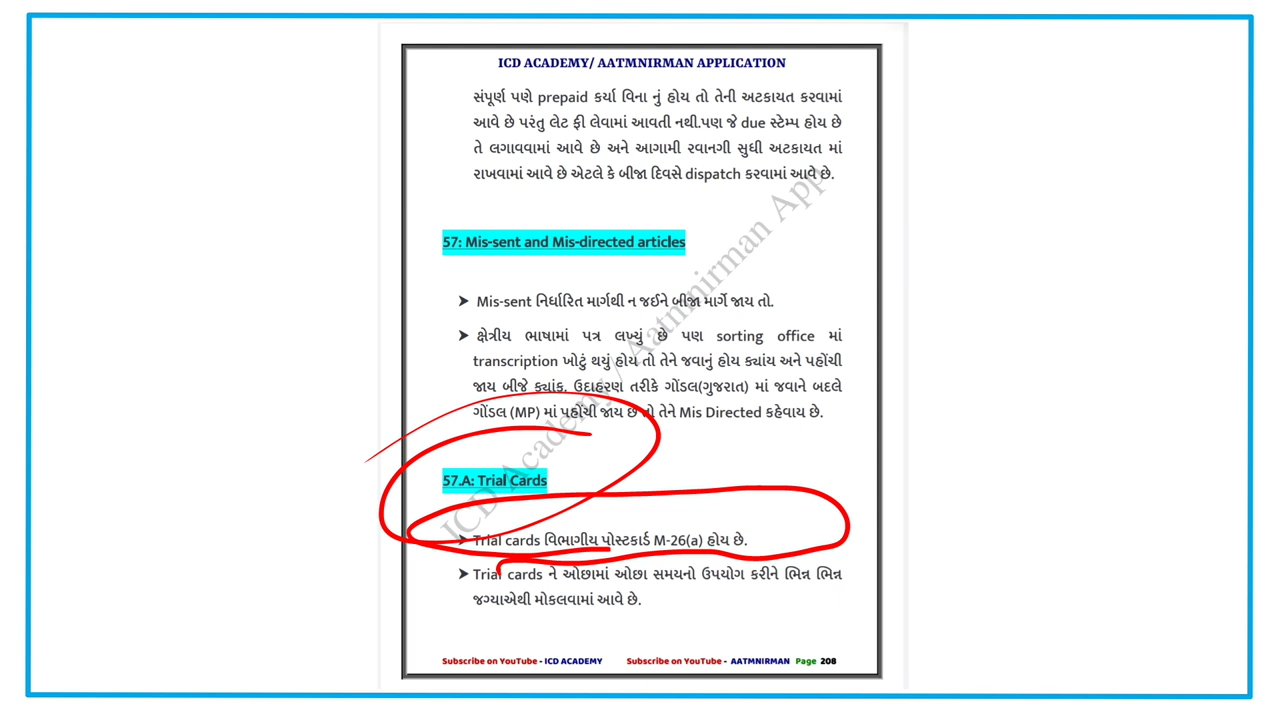 ICD ACADEMY/ AATMNIRMAN APPLICATION
સંપૂર્ણ પણે prepaid કર્યા વિના નું હોય તો તેની અટકાયત કરવામાં
આવે છે પરંતુ લેટ ફી લેવામાં આવતી નથી.પણ જે due સ્ટેમ્પ હોય છે
તે લગાવવામાં આવે છે અને આગામી રવાનગી સુધી અટકાયત માં
રાખવામાં આવે છે એટલે કે બીજા દિવસે dispatch કરવામાં આવે છે.
57: Mis-sent and Mis-directed articles
➤ Mis-sent નિર્ધારિત માર્ગથી ન જઈને બીજા માર્ગે જાય તો.
➤ ક્ષેત્રીય ભાષામાં પત્ર લખ્યું છે પણ sorting office માં
transcription ખોટું થયું હોય તો તેને જવાનું હોય ક્યાંય અને પહોંચી
જાય બીજે ક્યાંક. ઉદાહરણ તરીકે ગોંડલ(ગુજરાત) માં જવાને બદલે
ગોંડલ (MP) માં પહોંચી જાય છે તો તેને Mis Directed કહેવાય છે.
57.A: Trial Cards
➤ Trial cards વિભાગીય પોસ્ટકાર્ડ M-26(a) હોય છે.
➤ Trial cards ને ઓછામાં ઓછા સમયનો ઉપયોગ કરીને ભિન્ન ભિન્ન
જગ્યાએથી મોકલવામાં આવે છે.
Subscribe on YouTube - ICD ACADEMY Subscribe on YouTube - AATMNIRMAN Page 208
ICD Academy / Aatmnirman App